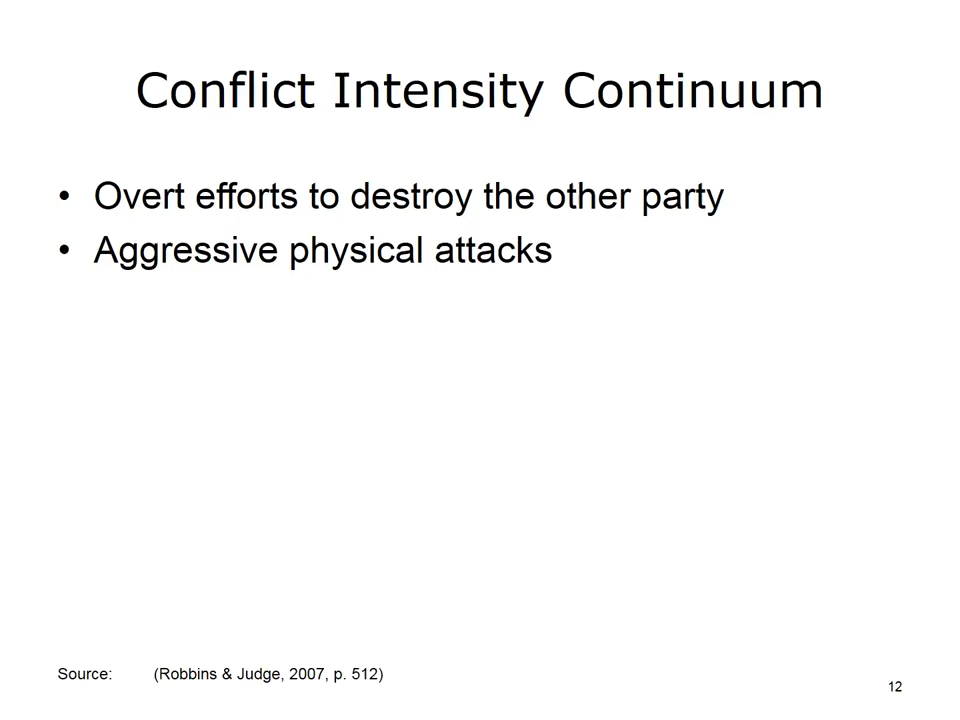 Conflict Intensity Continuum
• Overt efforts to destroy the other party
• Aggressive physical attacks
Source: (Robbins & Judge, 2007, p. 512)
12